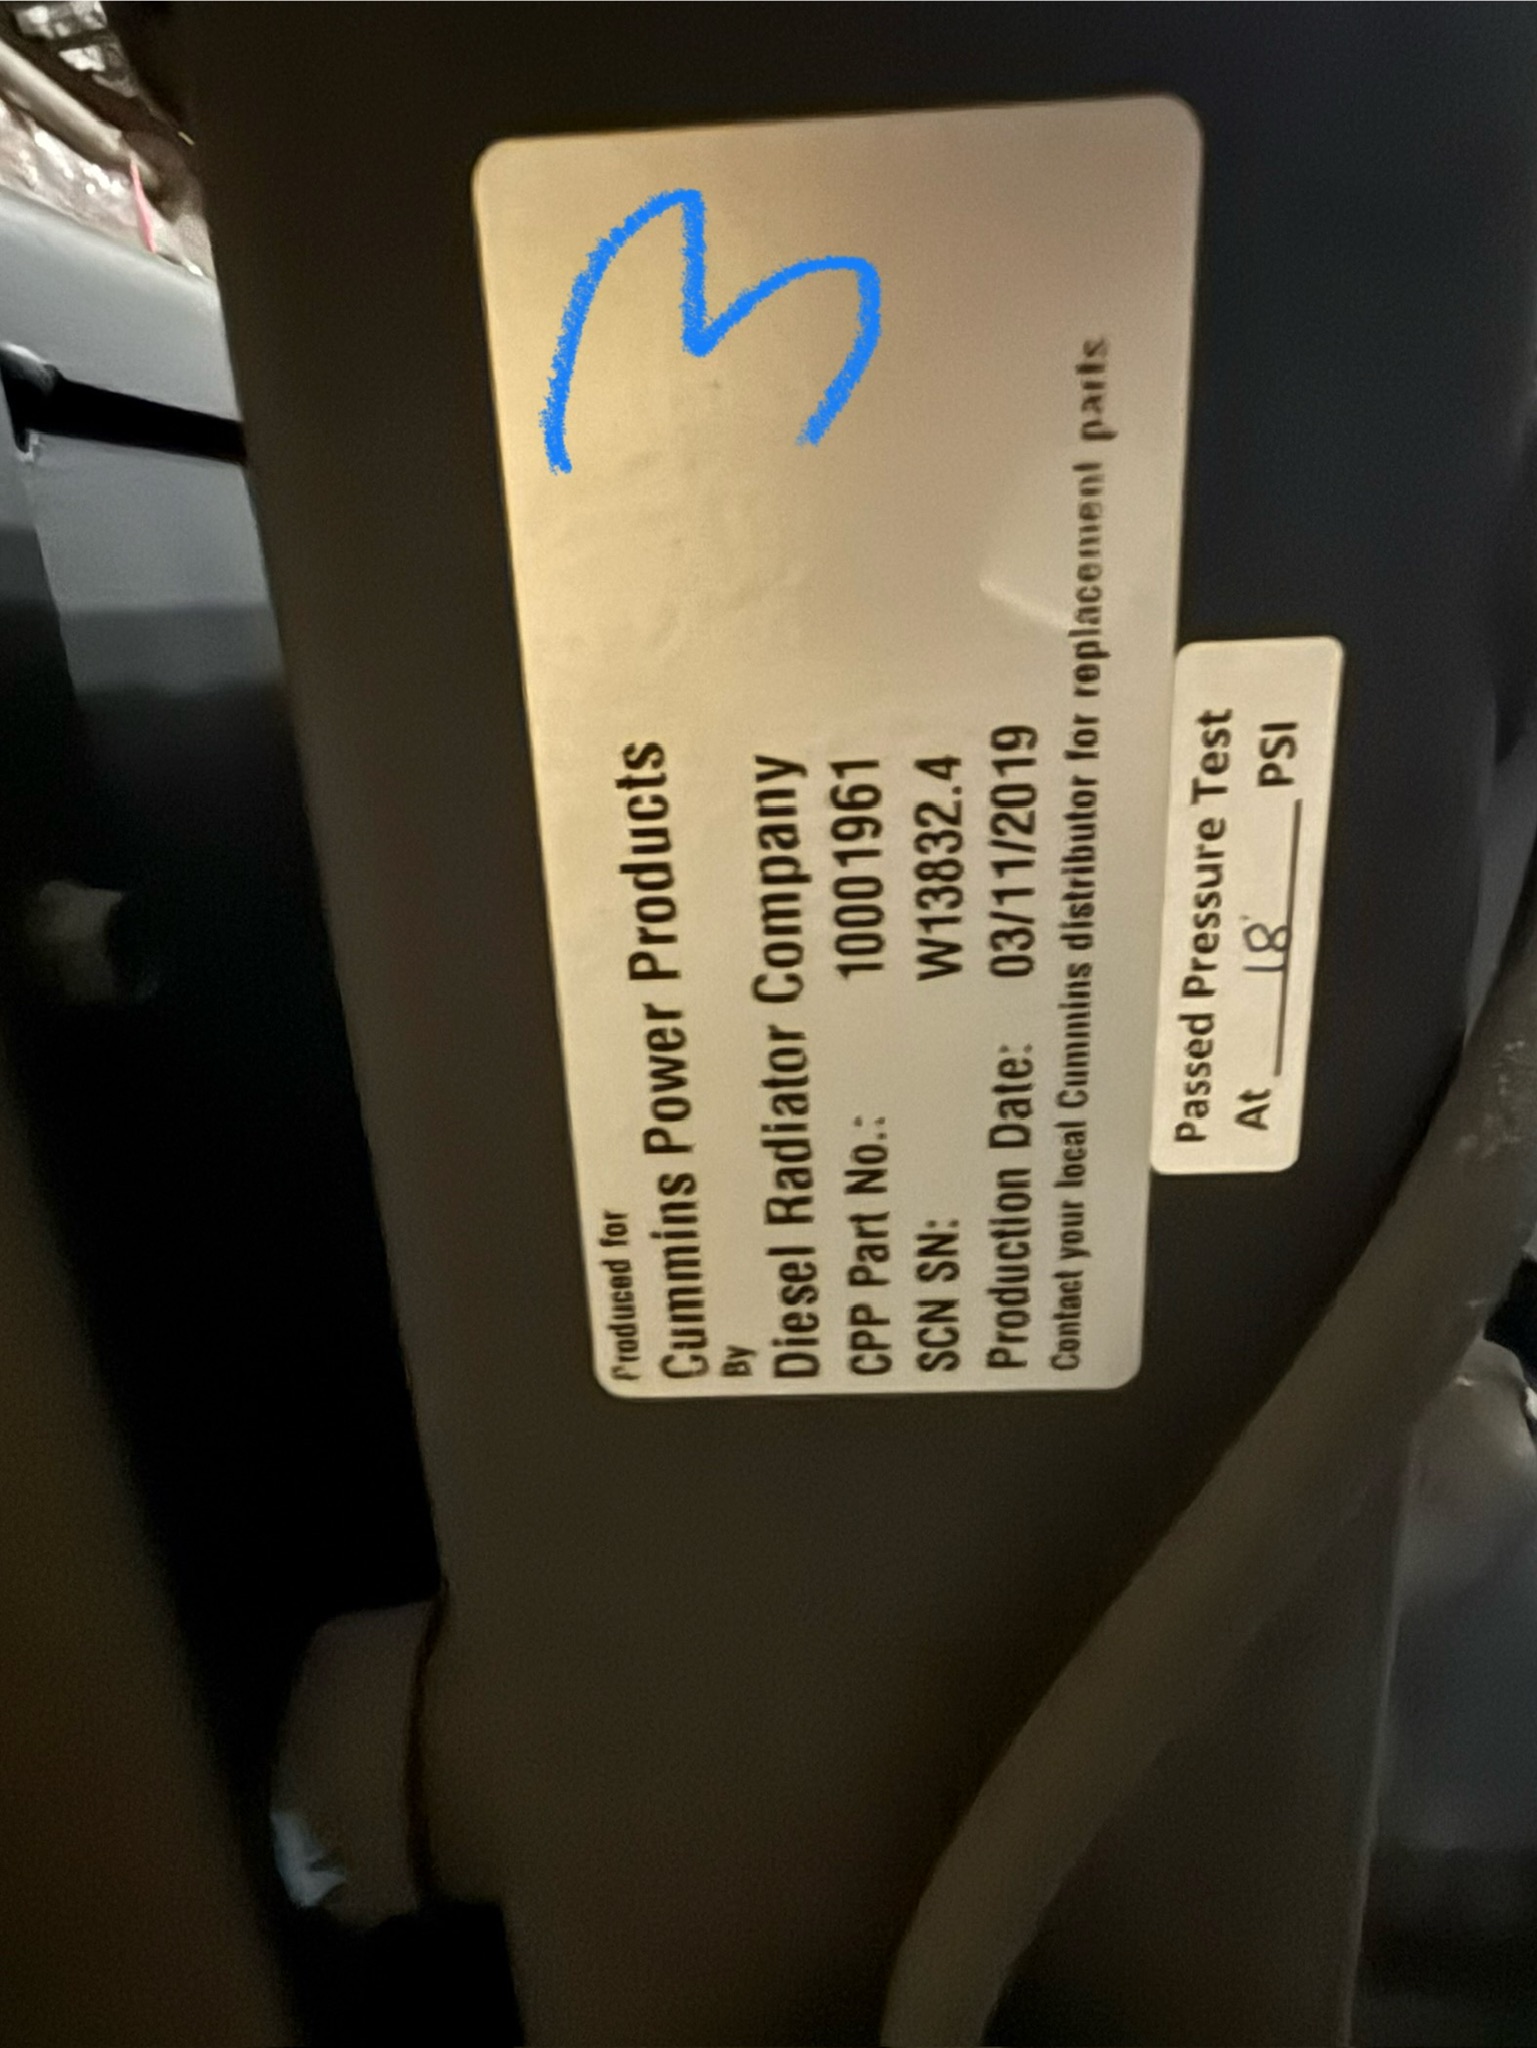 Produced for
Cummins Power Products
By
Diesel Radiator Company
CPP Part No.: 10001961
SCN SN: W13832.4
Production Date: 03/11/2019
Contact your local Cummins distributor for replacement parts
3
Passed Pressure Test
At 18 PSI